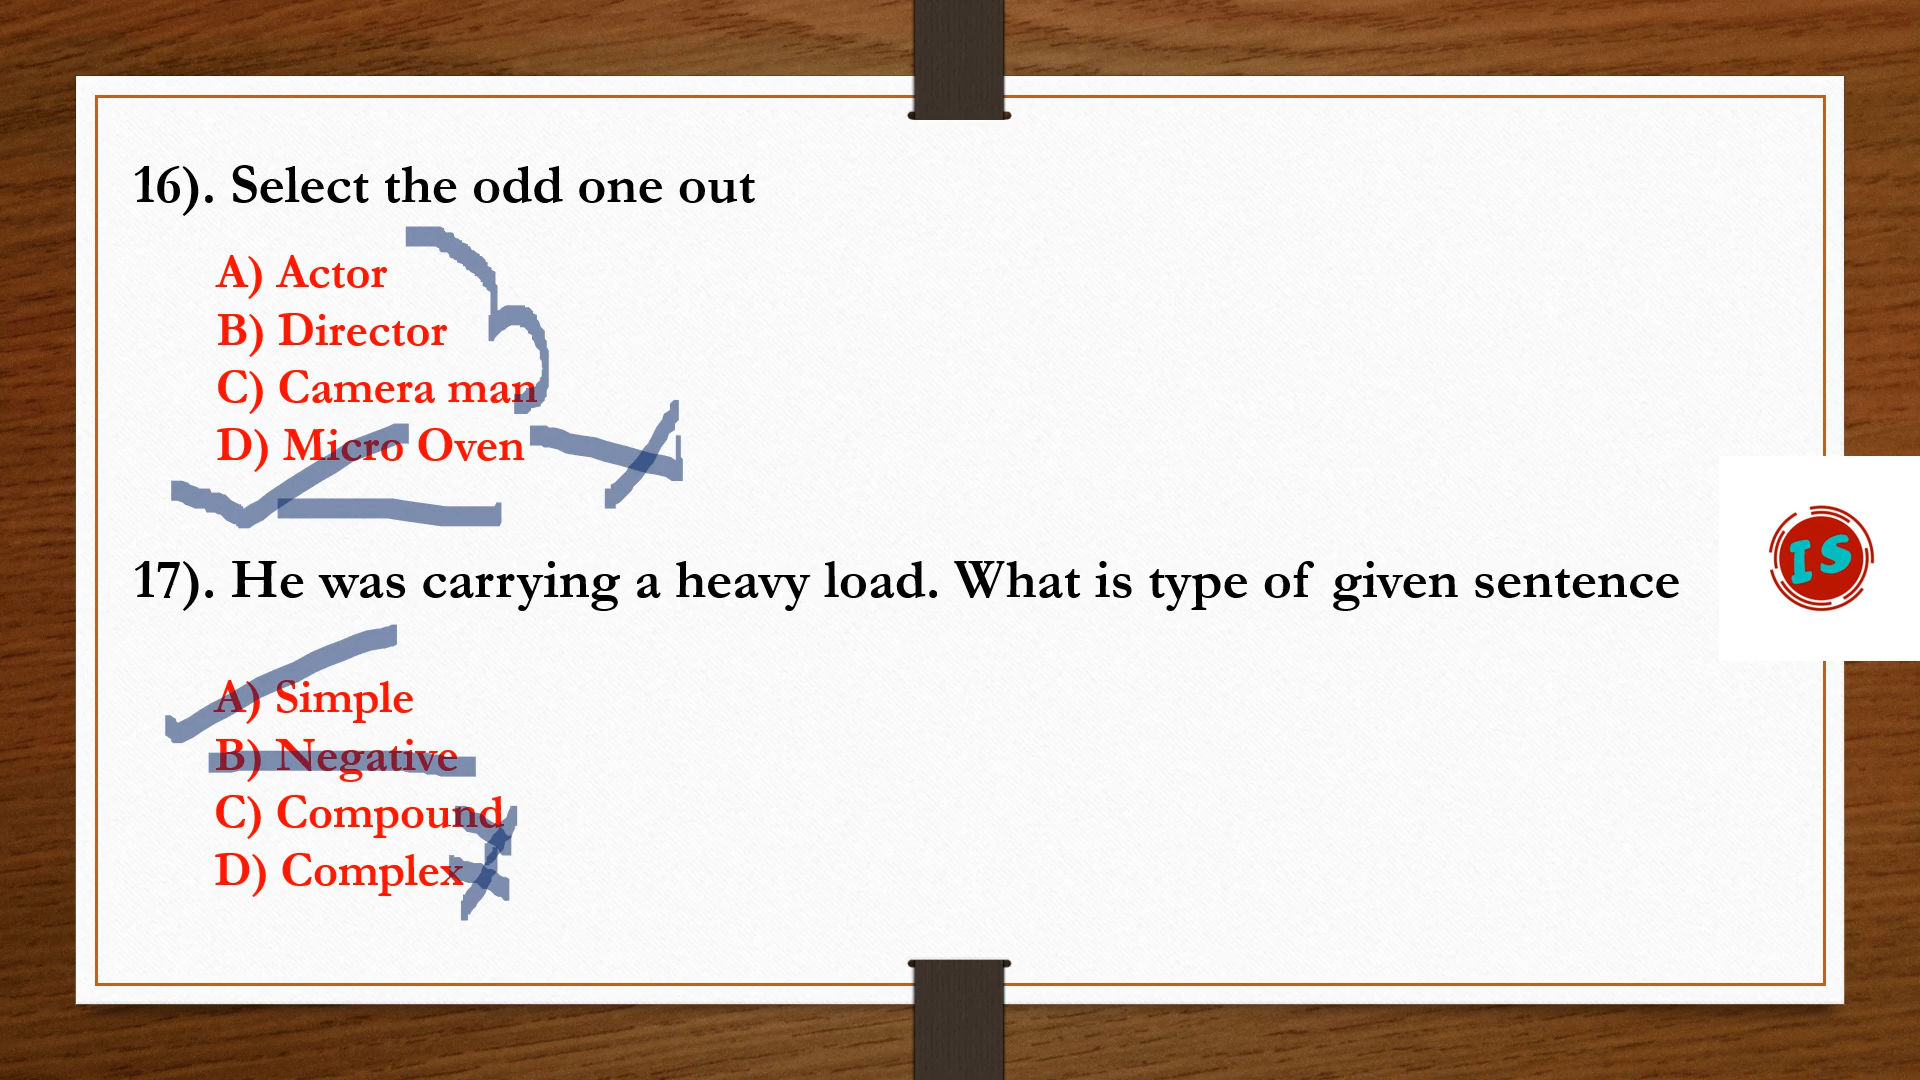 16). Select the odd one out
A) Actor
B) Director
C) Camera man
D) Micro Oven
17). He was carrying a heavy load. What is type of given sentence
IS
A) Simple
B) Negative
C) Compound
D) Complex